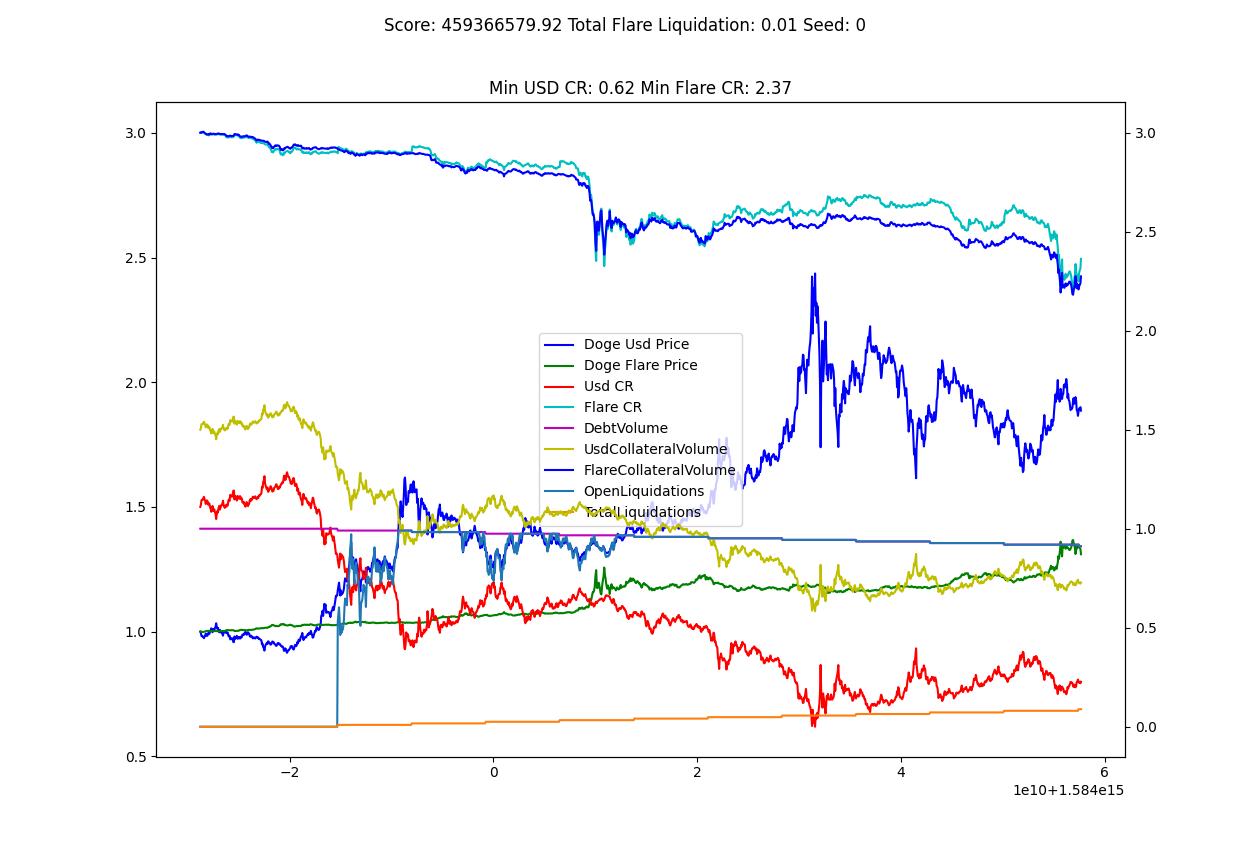 Score: 459366579.92 Total Flare Liquidation: 0.01 Seed: 0
Min USD CR: 0.62 Min Flare CR: 2.37
3.0
2.5
2.0
1.5
1.0
0.5
3.0
2.5
2.0
1.5
1.0
0.5
0.0
Doge Usd Price
Doge Flare Price
Usd CR
Flare CR
DebtVolume
UsdCollateralVolume
FlareCollateralVolume
OpenLiquidations
TotalLiquidations
−2 0 2 4 6
1e10+1.584e15